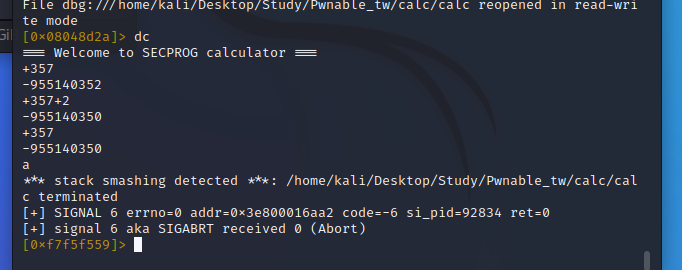 File dbg:///home/kali/Desktop/Study/Pwnable_tw/calc/calc reopened in read-wri
te mode
[0×08048d2a]> dc
=== Welcome to SECPROG calculator ===
+357
-955140352
+357+2
-955140350
+357
-955140350
a
*** stack smashing detected ***: /home/kali/Desktop/Study/Pwnable_tw/calc/cal
c terminated
[+] SIGNAL 6 errno=0 addr=0×3e800016aa2 code=-6 si_pid=92834 ret=0
[+] signal 6 aka SIGABRT received 0 (Abort)
[0×f7f5f559]>